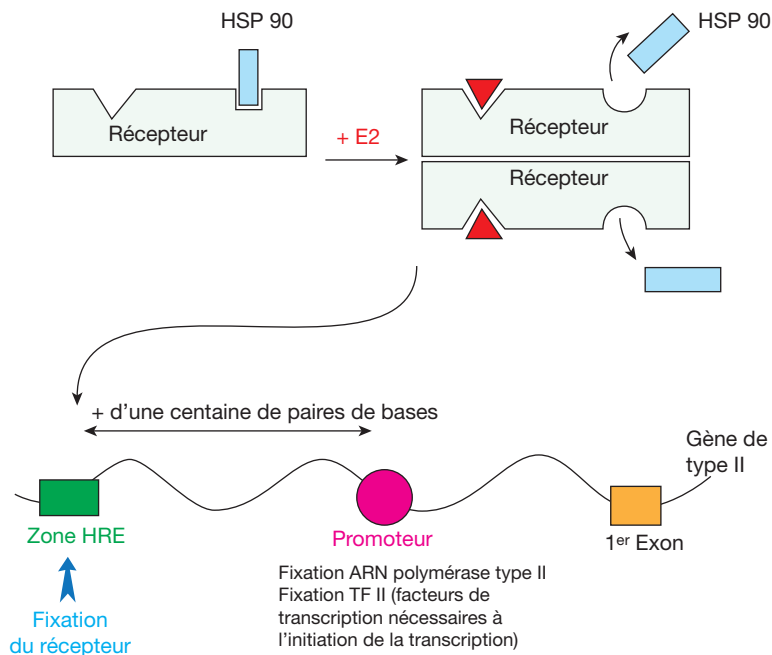 HSP 90
HSP 90
Récepteur
+ E2
Récepteur
Récepteur
+ d’une centaine de paires de bases
Gène de
type II
Zone HRE
Promoteur
1er Exon
Fixation ARN polymérase type II
Fixation TF II (facteurs de
transcription nécessaires à
l’initiation de la transcription)
Fixation
du récepteur